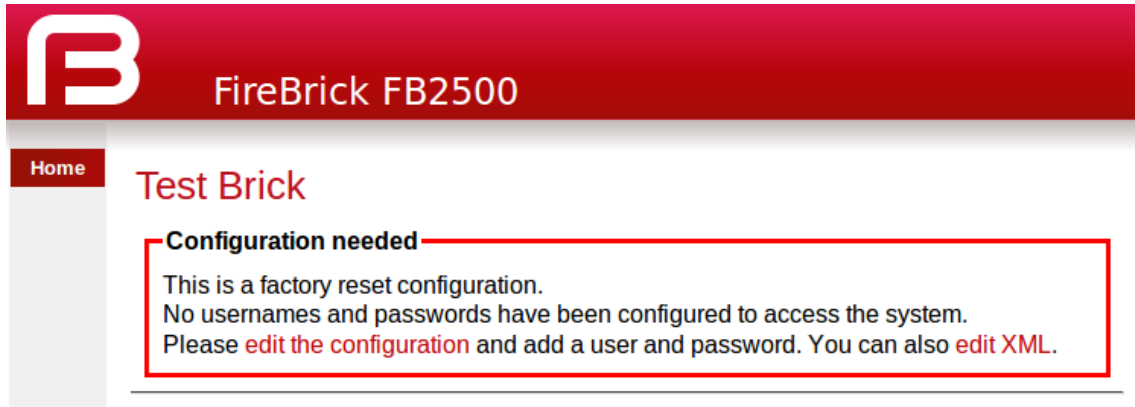 FireBrick FB2500
Home
Test Brick
Configuration needed
This is a factory reset configuration.
No usernames and passwords have been configured to access the system.
Please edit the configuration and add a user and password. You can also edit XML.